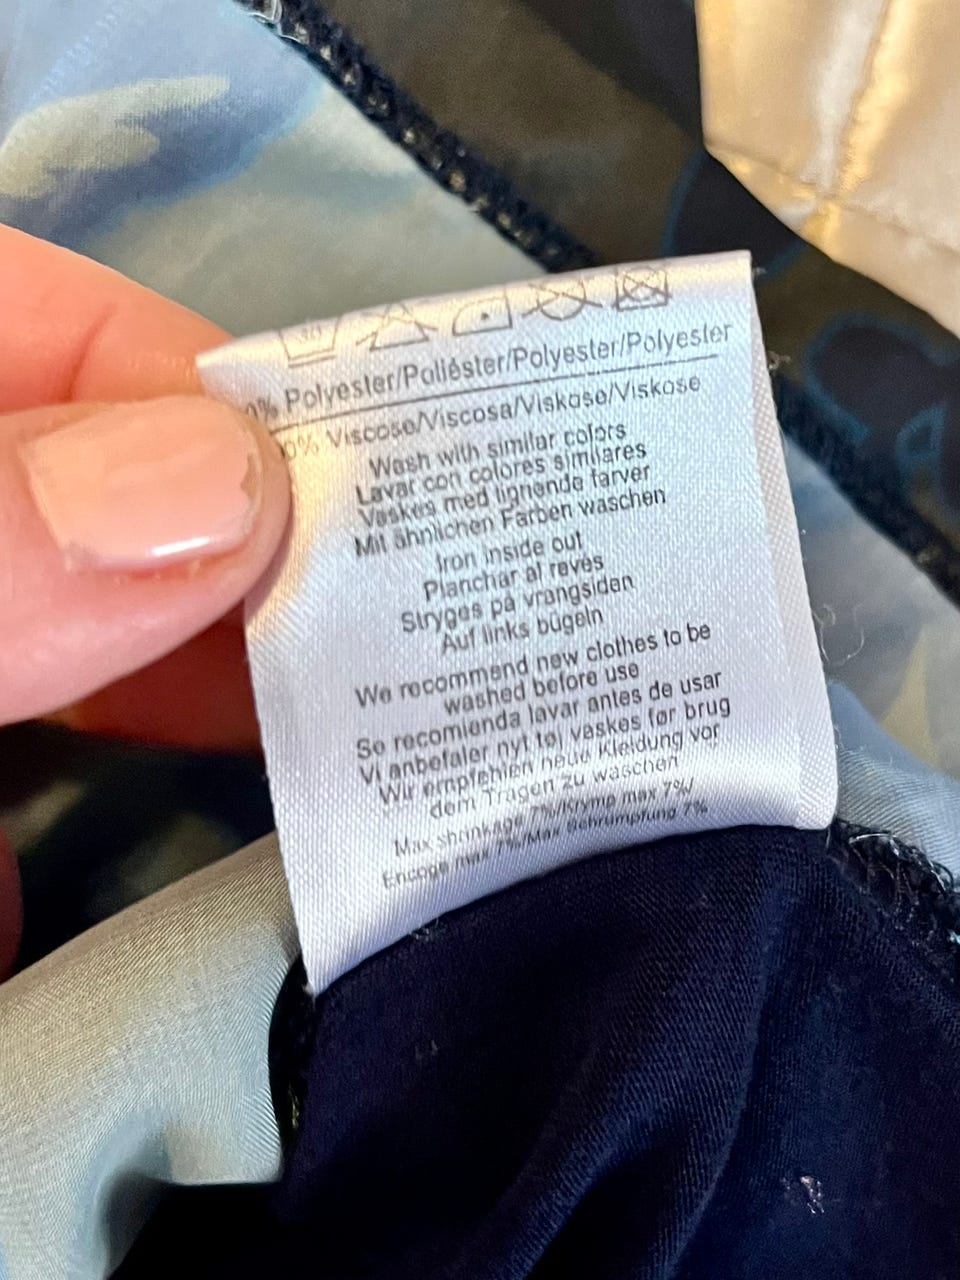 0% Polyester/Poliéster/Polyester/Polyester
00% Viscose/Viscosa/Viskose/Viskose
Wash with similar colors
Lavar con colores similares
Vaskes med lignende farver
Mit ähnlichen Farben waschen
Iron inside out
Planchar al revés
Stryges på vrangsiden
Auf links bügeln
We recommend new clothes to be
washed before use
Se recomienda lavar antes de usar
Vi anbefaler nyt tøj vaskes før brug
Wir empfehlen neue Kleidung vor
dem Tragen zu waschen
Max shrinkage 7%/Krymp max 7%/
Encoge max 7%/Max Schrumpfung 7%